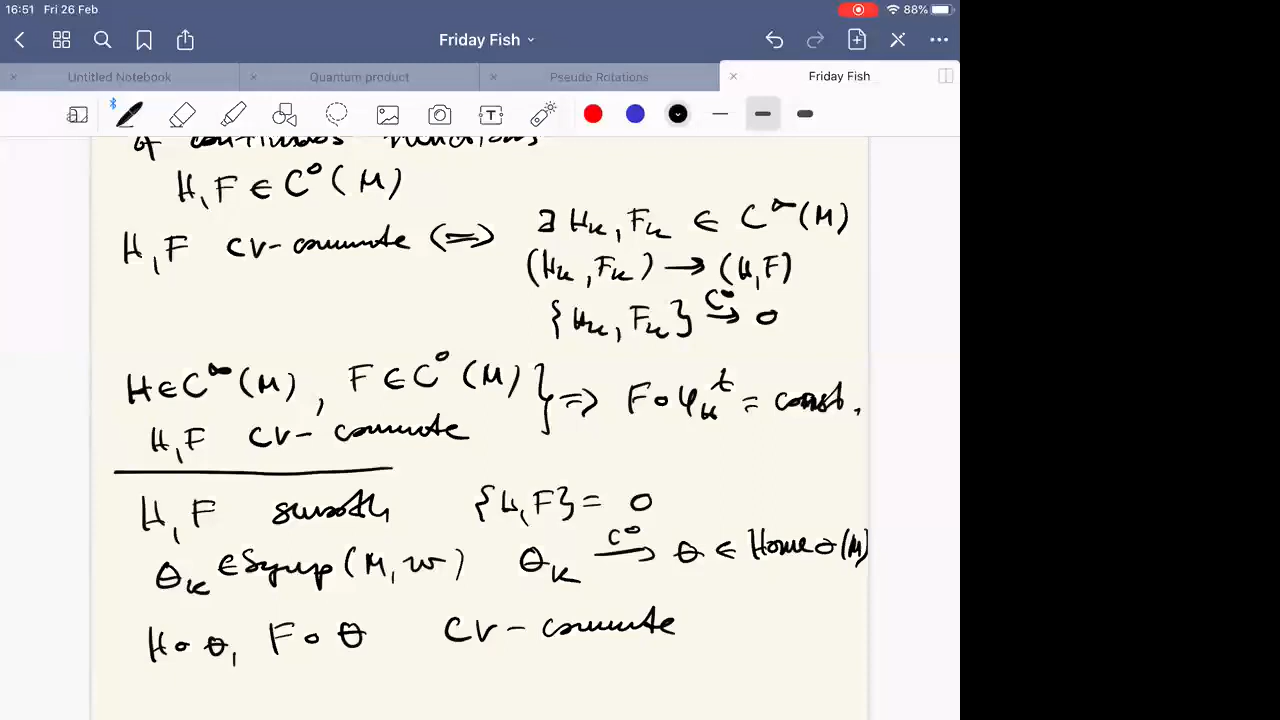 16:51 Fri 26 Feb 88%
Friday Fish
Untitled Notebook Quantum product Pseudo Rotations Friday Fish
of continuous functions
H, F ∈ C⁰(M)
H, F CV-commute (⇔) ∃ H_k, F_k ∈ C^∞(M)
(H_k, F_k) → (H, F)
{H_k, F_k} →^{C⁰} 0
H ∈ C^∞(M), F ∈ C⁰(M) } ⇒ F∘φ_H^t = const.
H, F CV-commute
H, F smooth {H, F} = 0
θ_k ∈ Symp(M, ω) θ_k →^{C⁰} θ ∈ Homeo(M)
H∘θ, F∘θ CV-commute